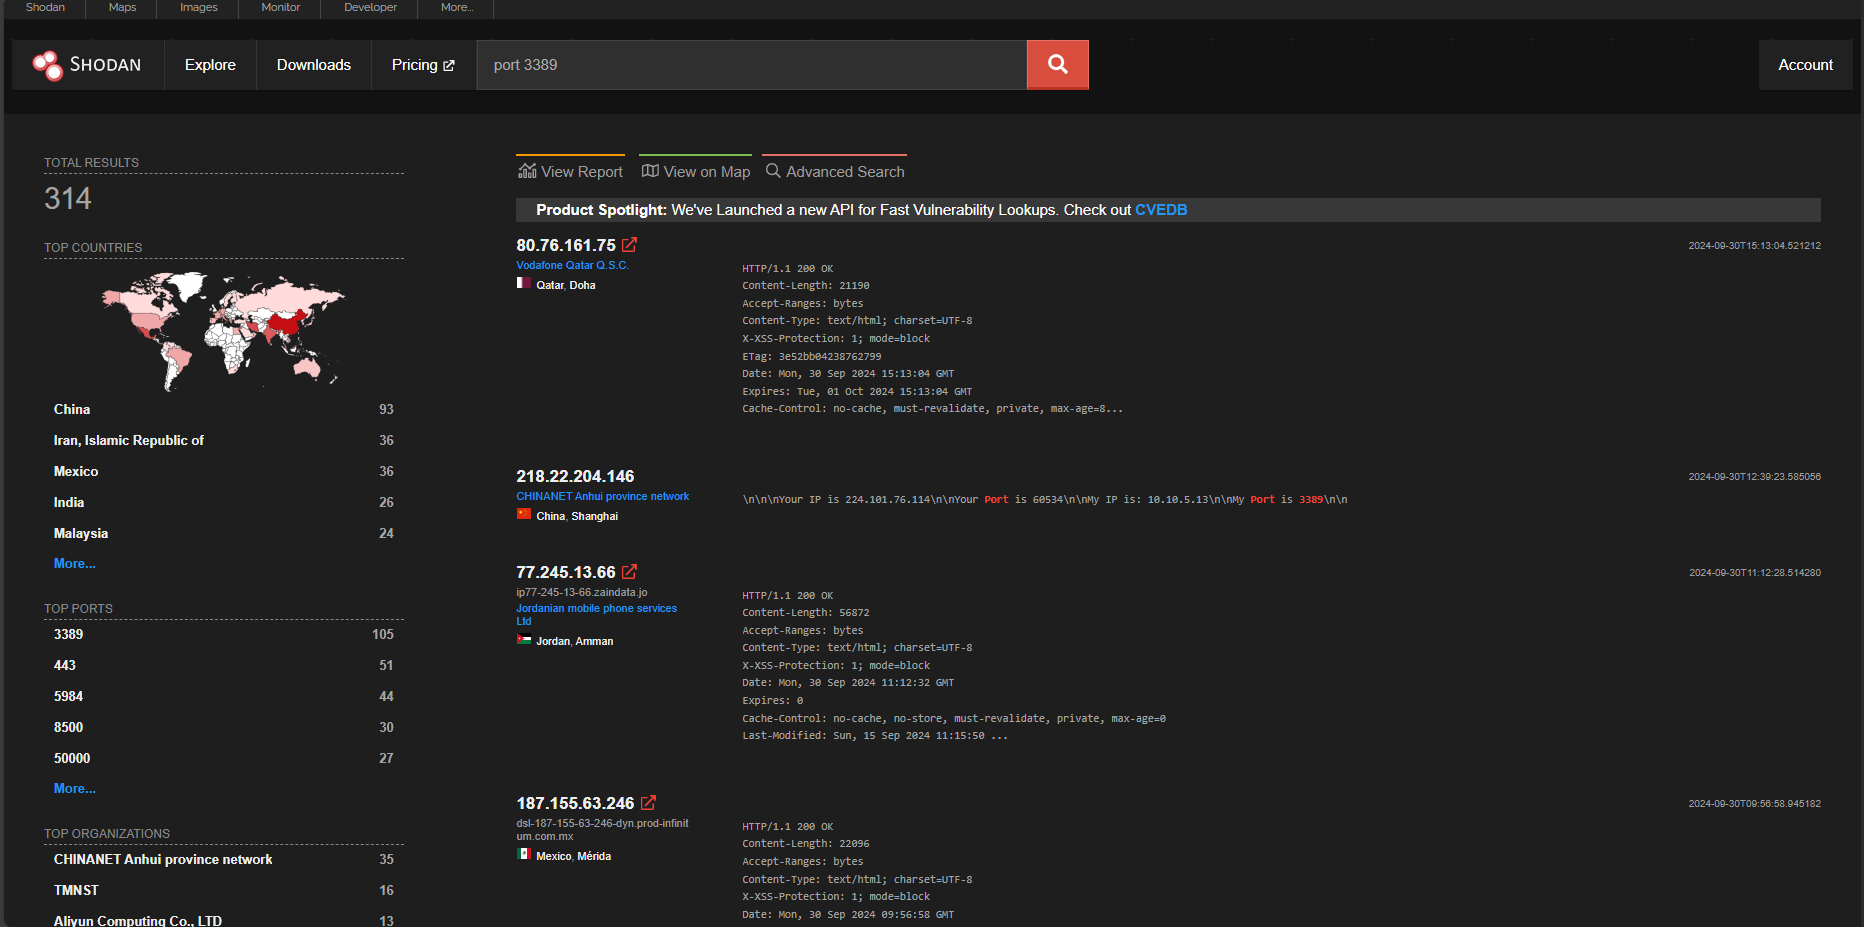 Shodan Maps Images Monitor Developer More...
SHODAN Explore Downloads Pricing port 3389 Account
TOTAL RESULTS
314
TOP COUNTRIES
China 93
Iran, Islamic Republic of 36
Mexico 36
India 26
Malaysia 24
More...
TOP PORTS
3389 105
443 51
5984 44
8500 30
50000 27
More...
TOP ORGANIZATIONS
CHINANET Anhui province network 35
TMNST 16
Aliyun Computing Co., LTD 13
View Report View on Map Advanced Search
Product Spotlight: We've Launched a new API for Fast Vulnerability Lookups. Check out CVEDB
80.76.161.75
2024-09-30T15:13:04.521212
Vodafone Qatar Q.S.C.
Qatar, Doha
HTTP/1.1 200 OK
Content-Length: 21190
Accept-Ranges: bytes
Content-Type: text/html; charset=UTF-8
X-XSS-Protection: 1; mode=block
ETag: 3e52bb04238762799
Date: Mon, 30 Sep 2024 15:13:04 GMT
Expires: Tue, 01 Oct 2024 15:13:04 GMT
Cache-Control: no-cache, must-revalidate, private, max-age=8...
218.22.204.146
2024-09-30T12:39:23.585056
CHINANET Anhui province network
China, Shanghai
\n\n\nYour IP is 224.101.76.114\n\nYour Port is 60534\n\nMy IP is: 10.10.5.13\n\nMy Port is 3389\n\n
77.245.13.66
2024-09-30T11:12:28.514280
ip77-245-13-66.zaindata.jo
Jordanian mobile phone services
Ltd
Jordan, Amman
HTTP/1.1 200 OK
Content-Length: 56872
Accept-Ranges: bytes
Content-Type: text/html; charset=UTF-8
X-XSS-Protection: 1; mode=block
Date: Mon, 30 Sep 2024 11:12:32 GMT
Expires: 0
Cache-Control: no-cache, no-store, must-revalidate, private, max-age=0
Last-Modified: Sun, 15 Sep 2024 11:15:50 ...
187.155.63.246
2024-09-30T09:56:58.945182
dsl-187-155-63-246-dyn.prod-infinit
um.com.mx
Mexico, Mérida
HTTP/1.1 200 OK
Content-Length: 22096
Accept-Ranges: bytes
Content-Type: text/html; charset=UTF-8
X-XSS-Protection: 1; mode=block
Date: Mon, 30 Sep 2024 09:56:58 GMT